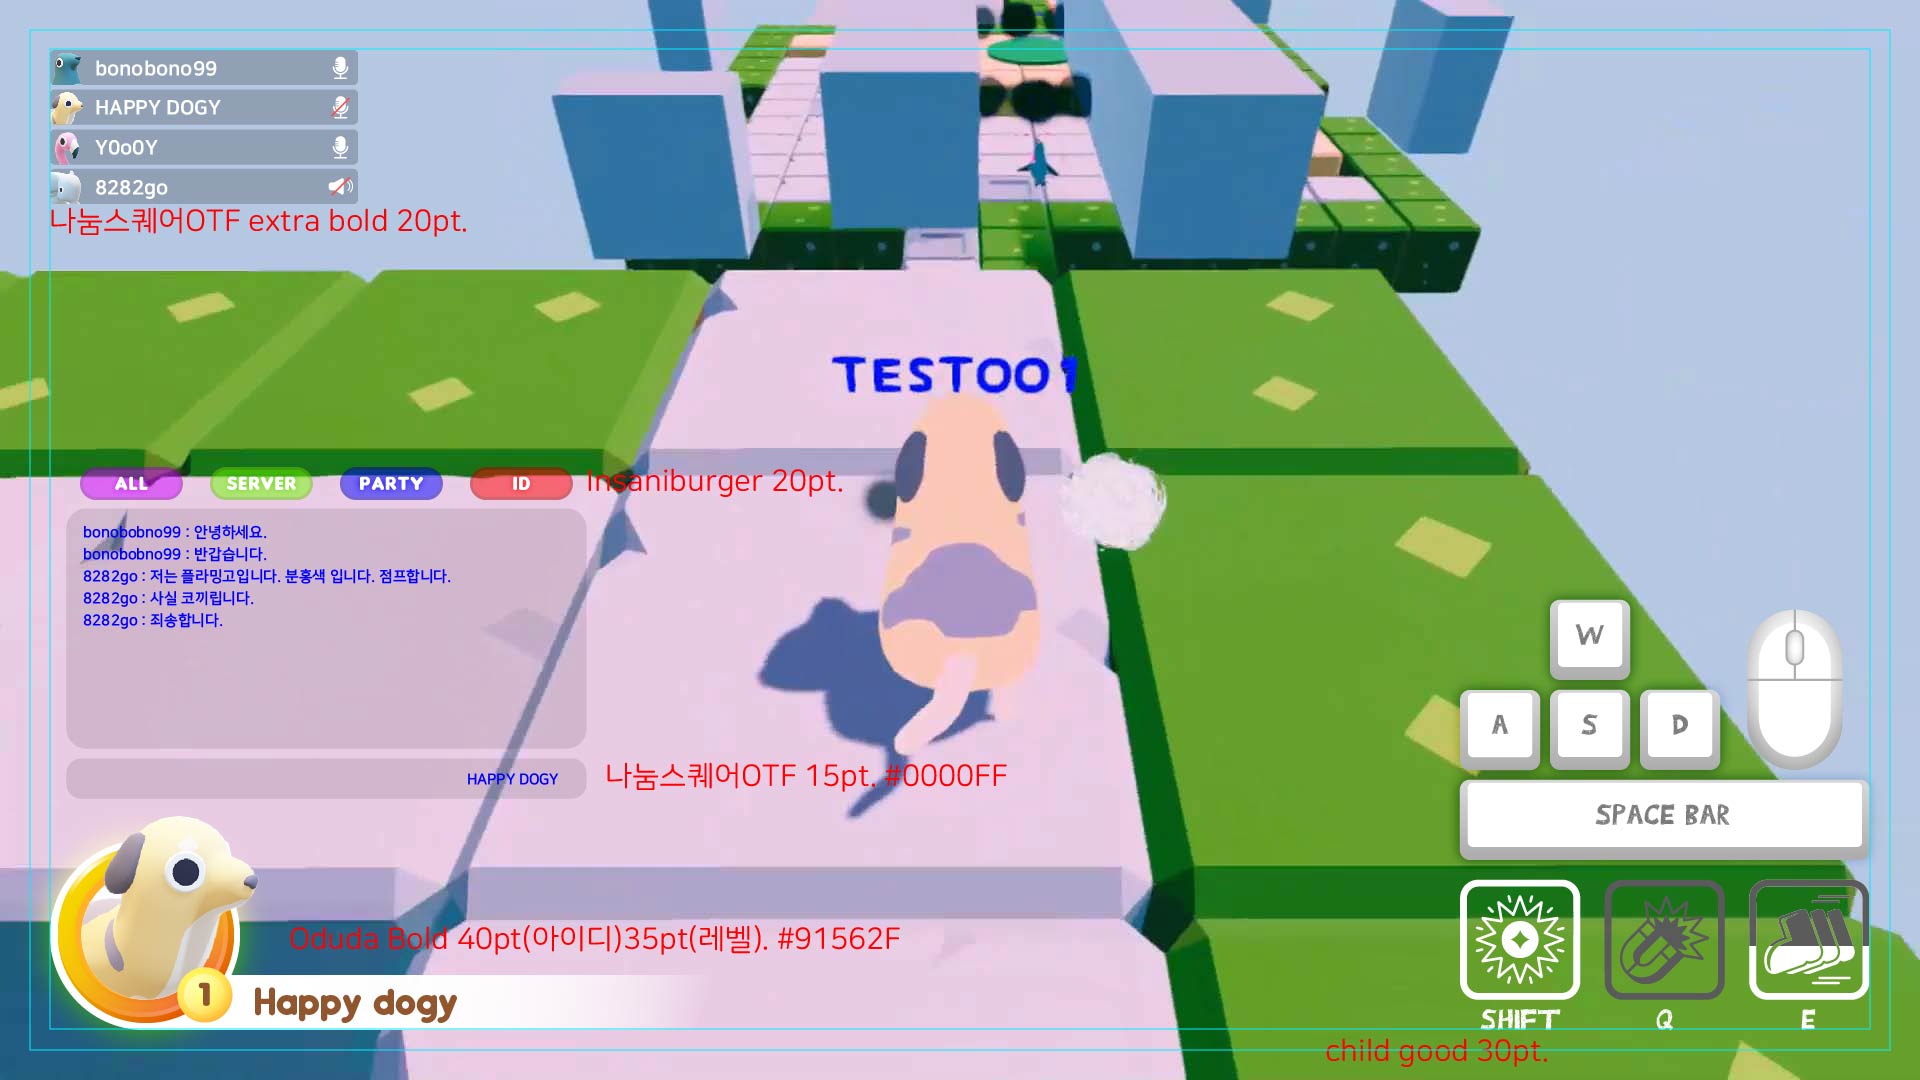 bonobono99
HAPPY DOGY
Y0o0Y
8282go
나눔스퀘어OTF extra bold 20pt.
TEST001
ALL SERVER PARTY ID Insaniburger 20pt.
bonobobno99 : 안녕하세요.
bonobobno99 : 반갑습니다.
8282go : 저는 플라밍고입니다. 분홍색 입니다. 점프합니다.
8282go : 사실 코끼립니다.
8282go : 죄송합니다.
HAPPY DOGY 나눔스퀘어OTF 15pt. #0000FF
W
A S D
SPACE BAR
Oduda Bold 40pt(아이디)35pt(레벨). #91562F
1 Happy dogy
SHIFT Q E
child good 30pt.